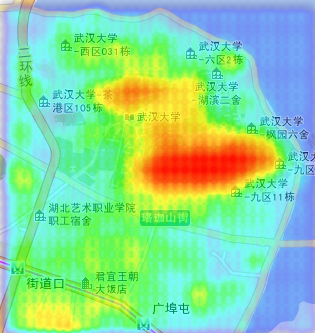 武汉大学
-西区031栋
武汉大学
-六区2栋
二环线
武汉大学-茶
港区105栋
武汉大学
湖滨二舍
武汉大学
武汉大学
-枫园六舍
武汉大
-九区
武汉大学
-九区11栋
湖北艺术职业学院
-职工宿舍
珞珈山街
街道口
君宜王朝
大饭店
广埠屯